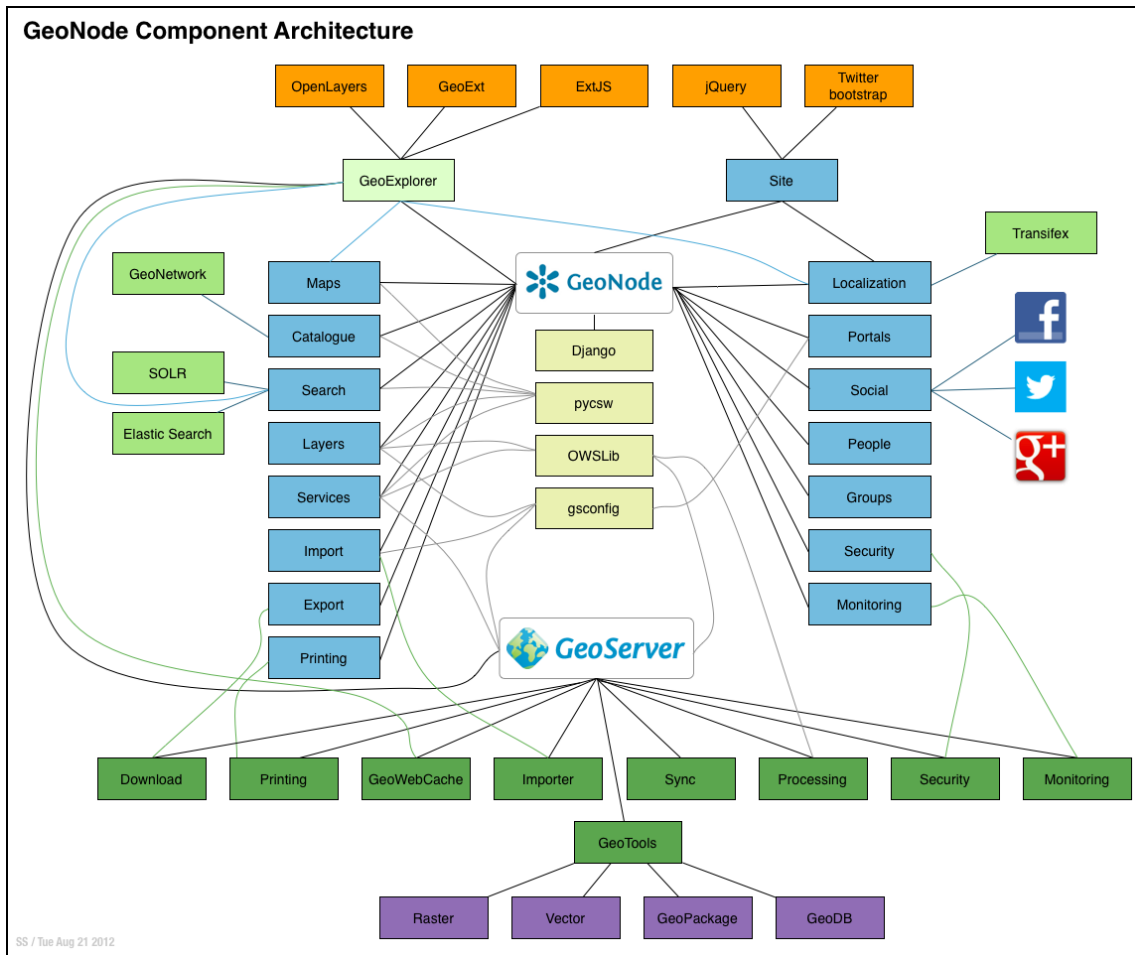 GeoNode Component Architecture
OpenLayers
GeoExt
ExtJS
jQuery
Twitter
bootstrap
GeoExplorer
Site
Transifex
GeoNetwork
Maps
GeoNode
Localization
Catalogue
Django
Portals
f
SOLR
Search
pycsw
Social
Elastic Search
Layers
OWSLib
People
g+
Services
gsconfig
Groups
Import
Security
Export
Monitoring
GeoServer
Printing
Download
Printing
GeoWebCache
Importer
Sync
Processing
Security
Monitoring
GeoTools
Raster
Vector
GeoPackage
GeoDB
SS / Tue Aug 21 2012